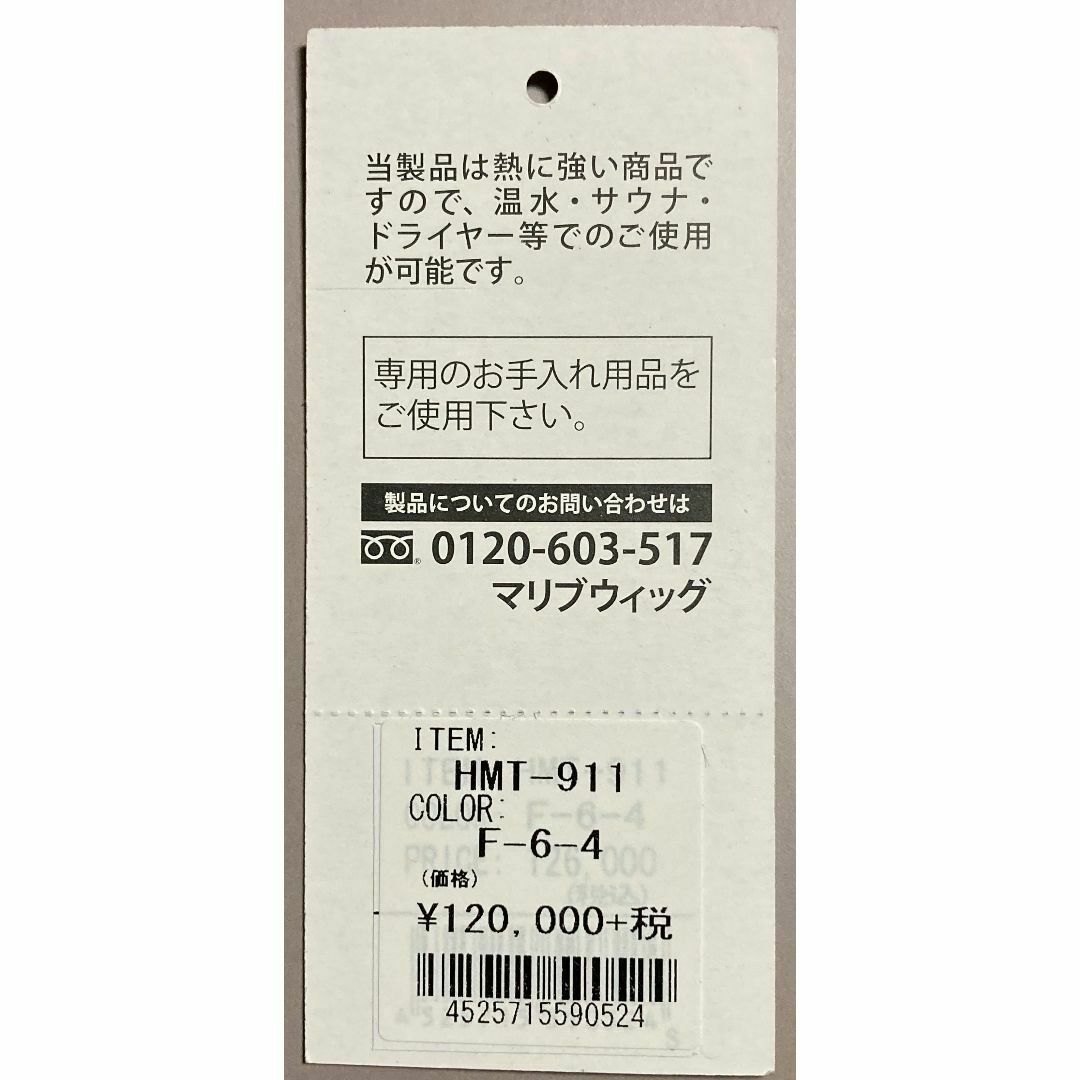 当製品は熱に強い商品で
すので、温水・サウナ・
ドライヤー等でのご使用
が可能です。
専用のお手入れ用品を
ご使用下さい。
製品についてのお問い合わせは
0120-603-517
マリブウィッグ
ITEM:
HMT-911
COLOR:
F-6-4
(価格)
¥120,000+税
4525715590524
S